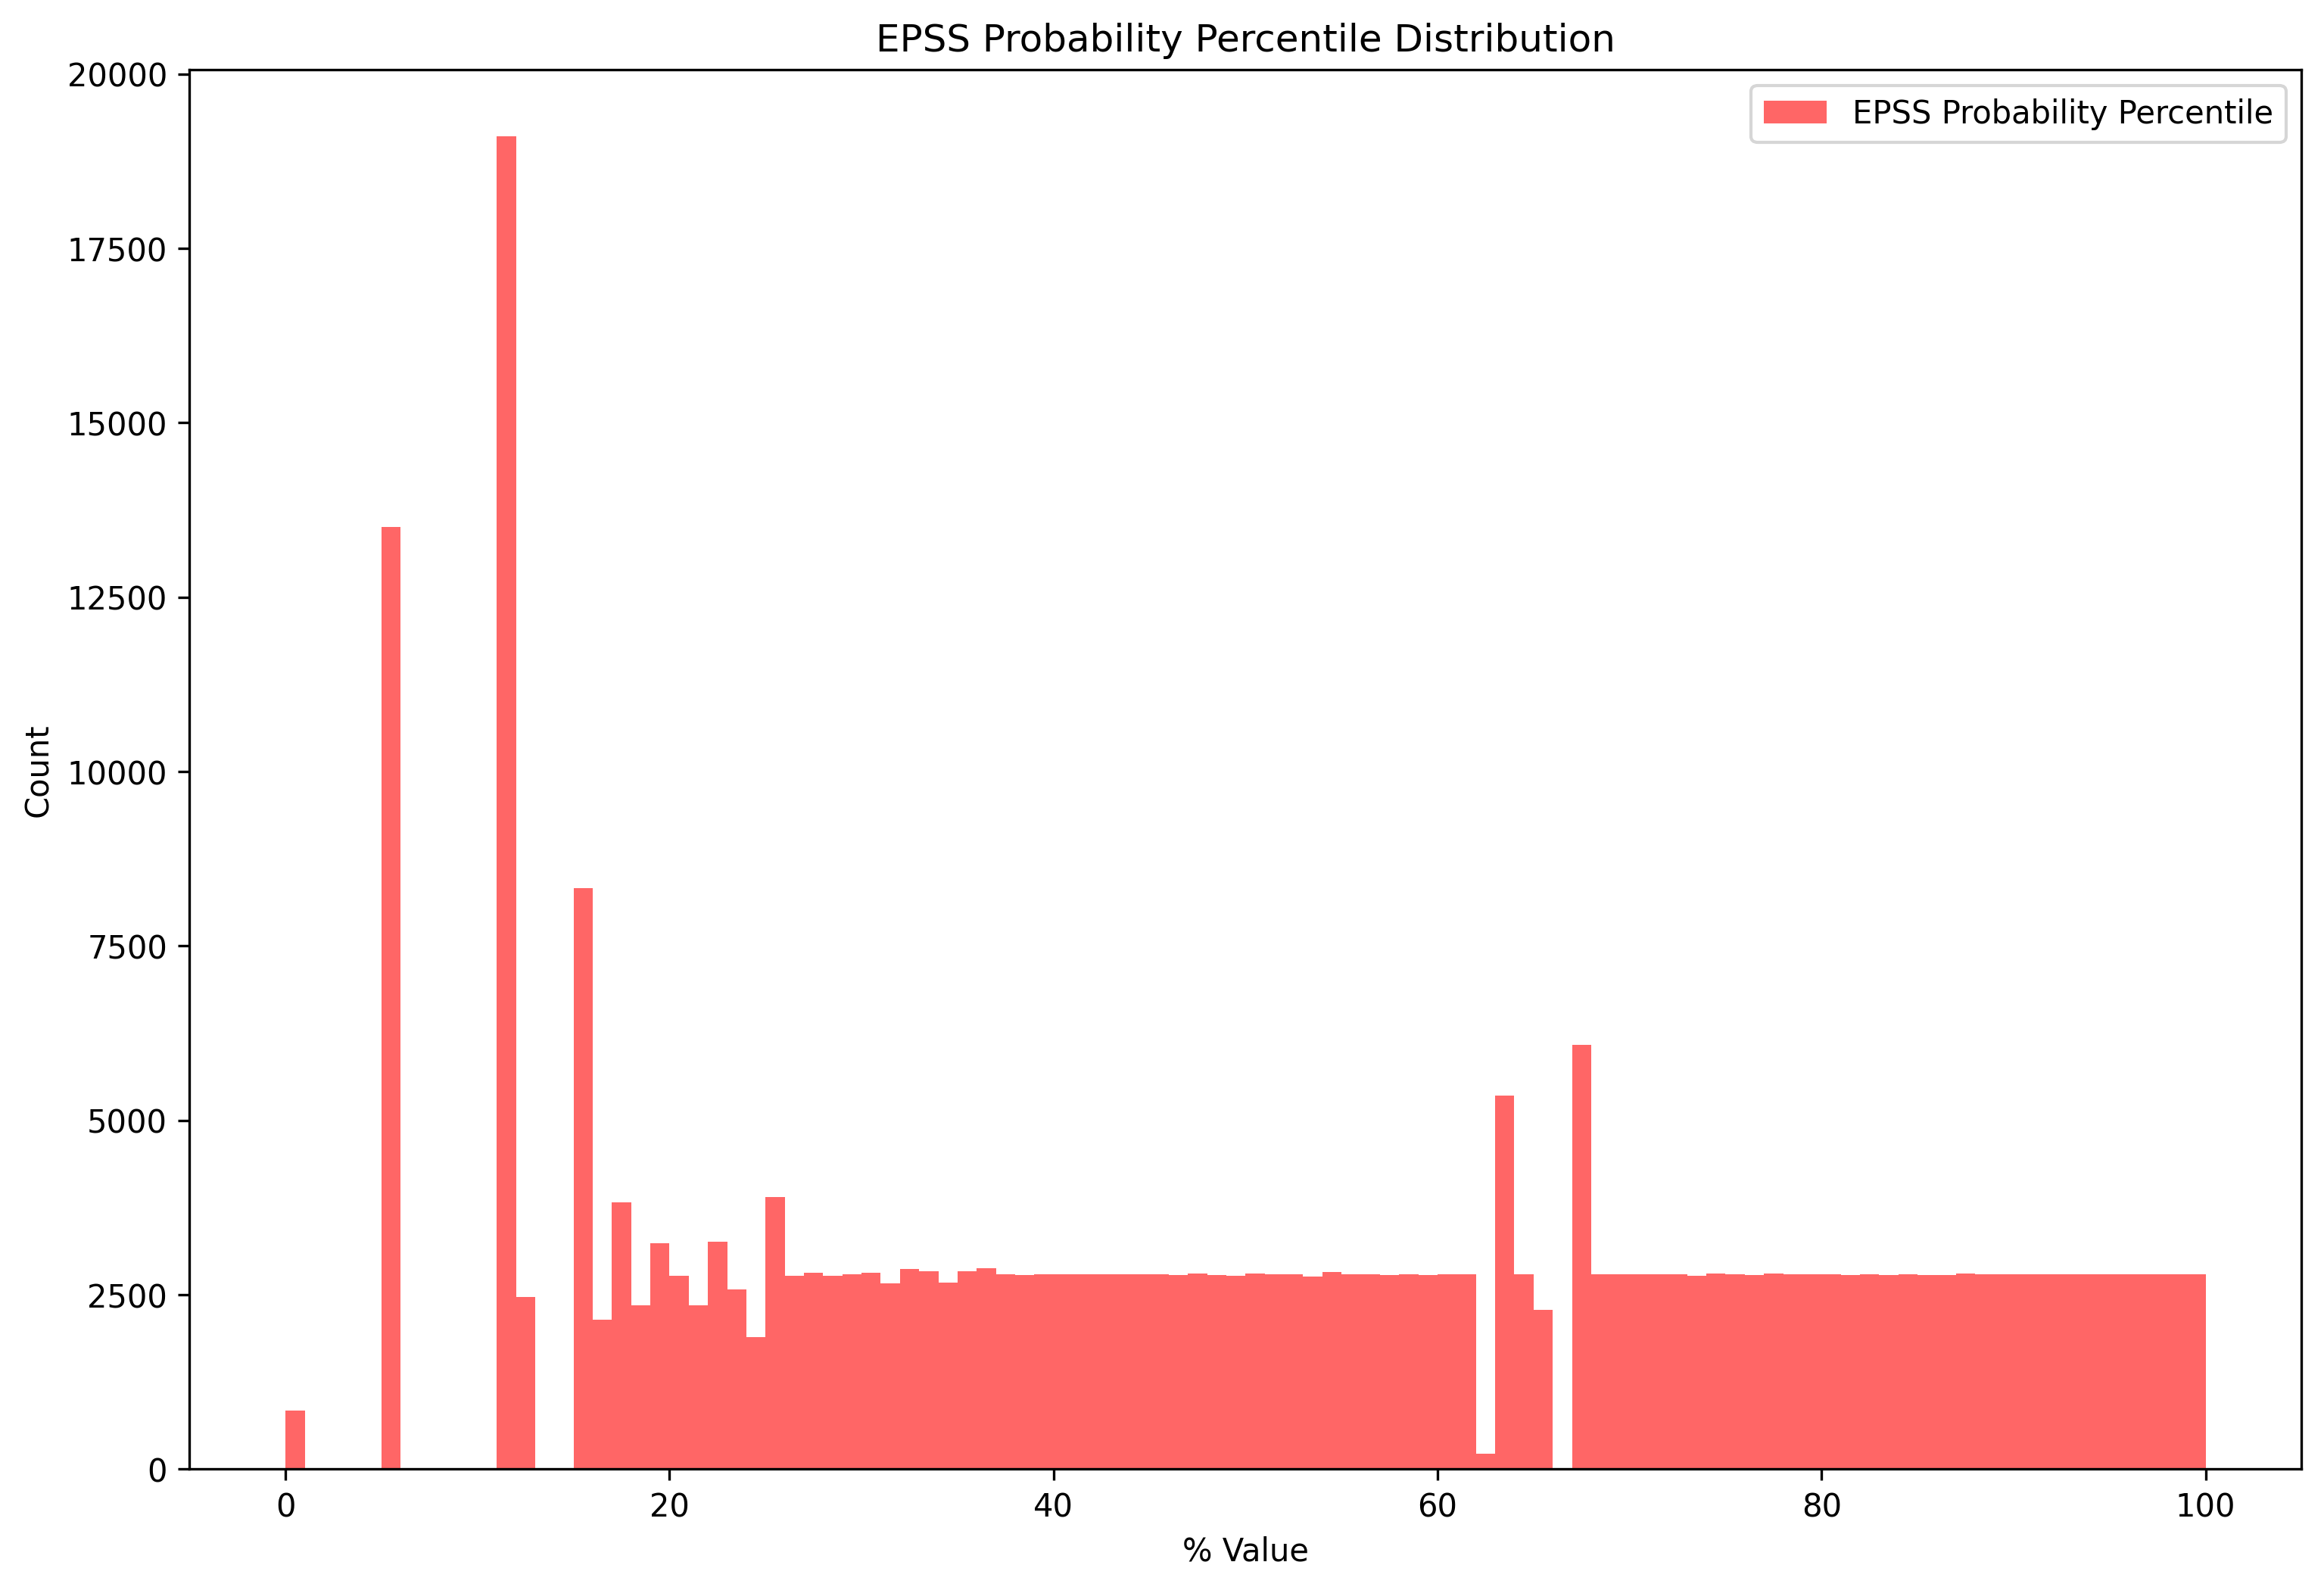 EPSS Probability Percentile Distribution
EPSS Probability Percentile
20000
17500
15000
12500
10000
7500
5000
2500
0
Count
0 20 40 60 80 100
% Value